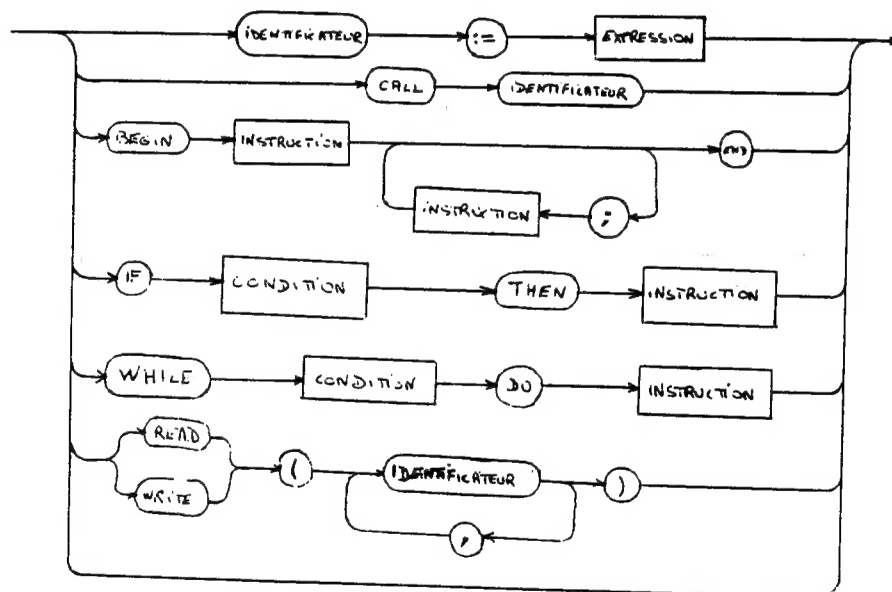 IDENTIFICATEUR := EXPRESSION
CALL IDENTIFICATEUR
BEGIN INSTRUCTION END
INSTRUCTION ;
IF CONDITION THEN INSTRUCTION
WHILE CONDITION DO INSTRUCTION
READ
( IDENTIFICATEUR )
WRITE
,